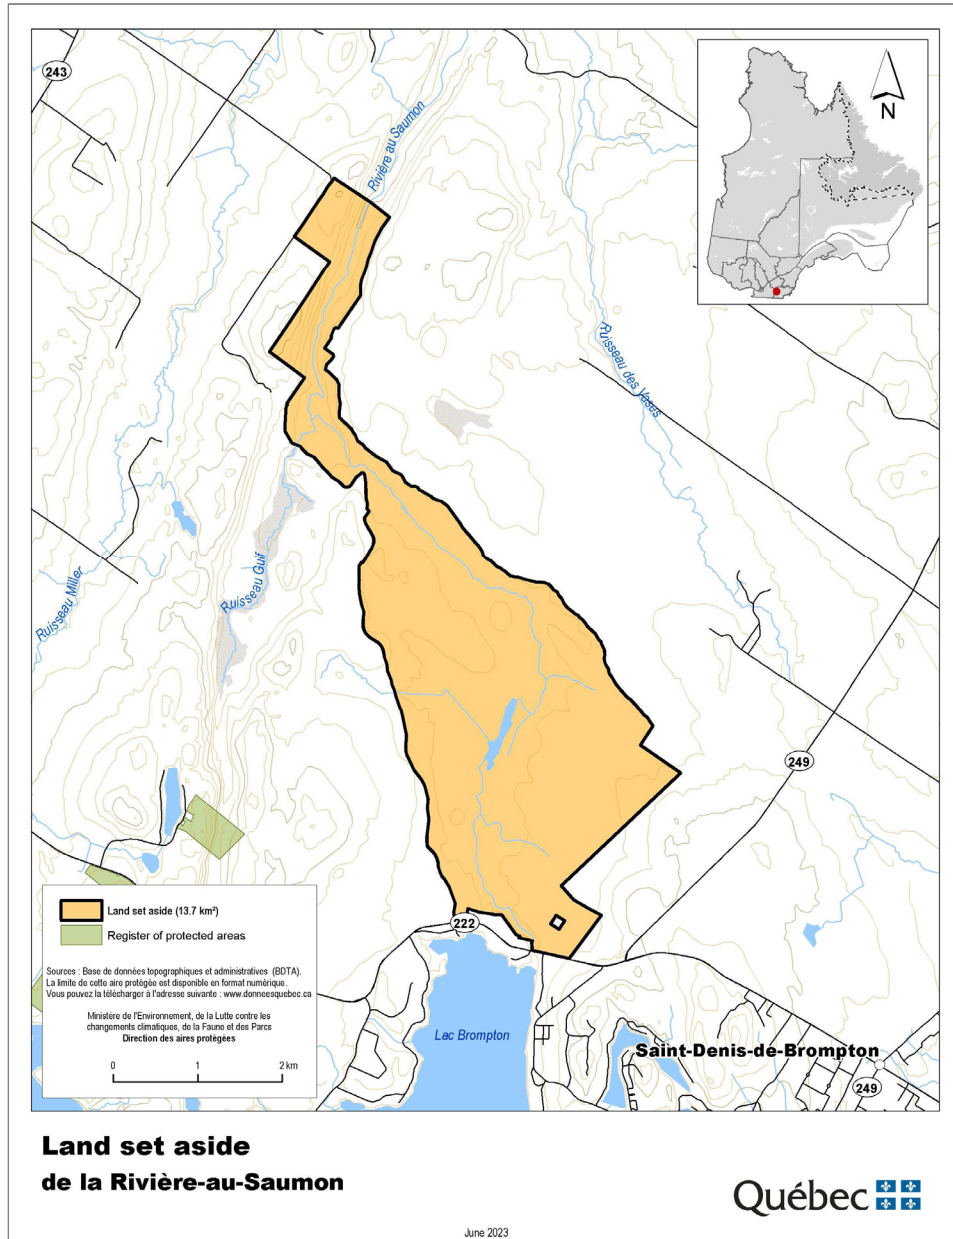 243
N
Rivière au Saumon
Ruisseau des Vases
Ruisseau Guif
Ruisseau Miller
249
222
Land set aside (13.7 km²)
Register of protected areas
Sources : Base de données topographiques et administratives (BDTA).
La limite de cette aire protégée est disponible en format numérique.
Vous pouvez la télécharger à l'adresse suivante : www.donneesquebec.ca
Ministère de l'Environnement, de la Lutte contre les
changements climatiques, de la Faune et des Parcs
Direction des aires protégées
0 1 2 km
Lac Brompton
Saint-Denis-de-Brompton
249
Land set aside
de la Rivière-au-Saumon
Québec
June 2023